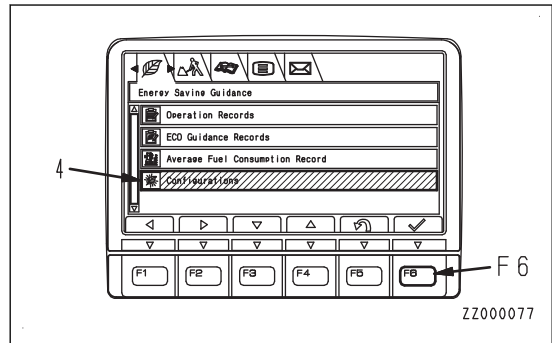 Energy Saving Guidance
Operation Records
ECO Guidance Records
Average Fuel Consumption Record
4
Configurations
F1 F2 F3 F4 F5 F6
F6
ZZ000077